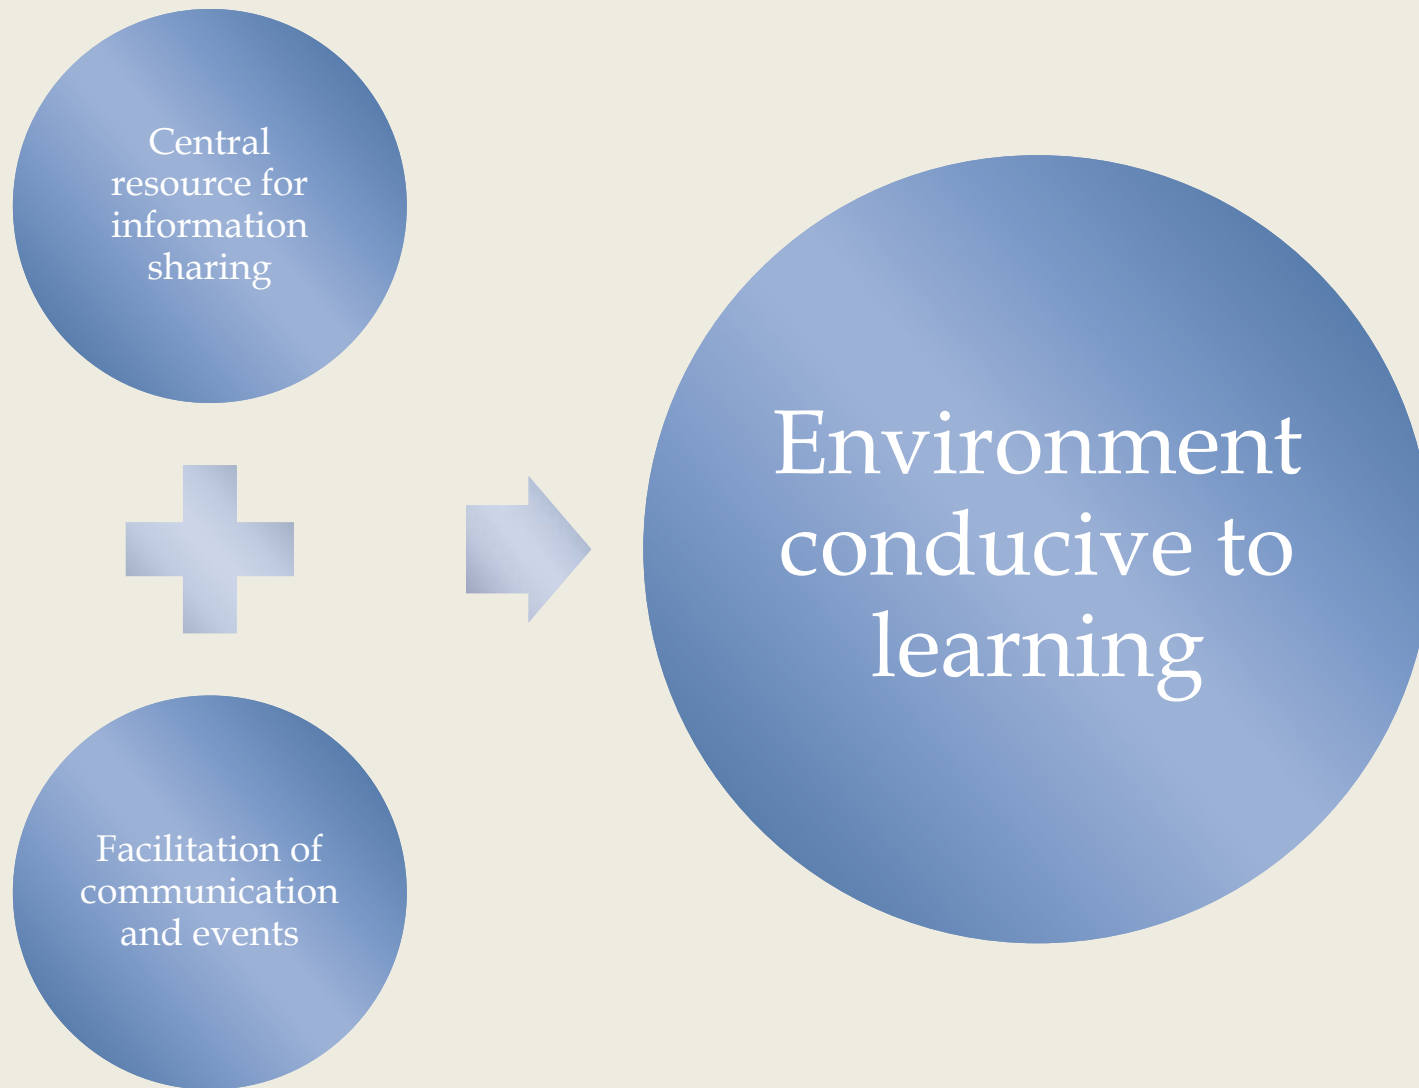 Central
resource for
information
sharing
Facilitation of
communication
and events
Environment
conducive to
learning